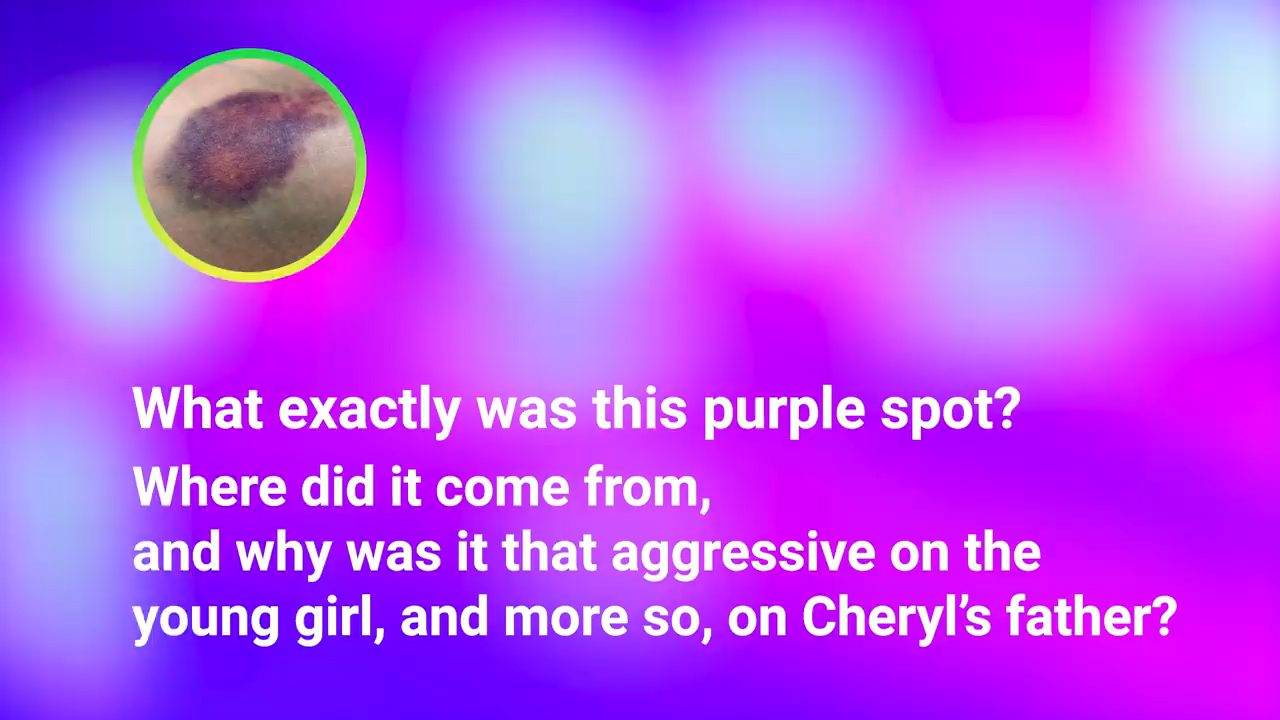 What exactly was this purple spot?
Where did it come from,
and why was it that aggressive on the
young girl, and more so, on Cheryl’s father?